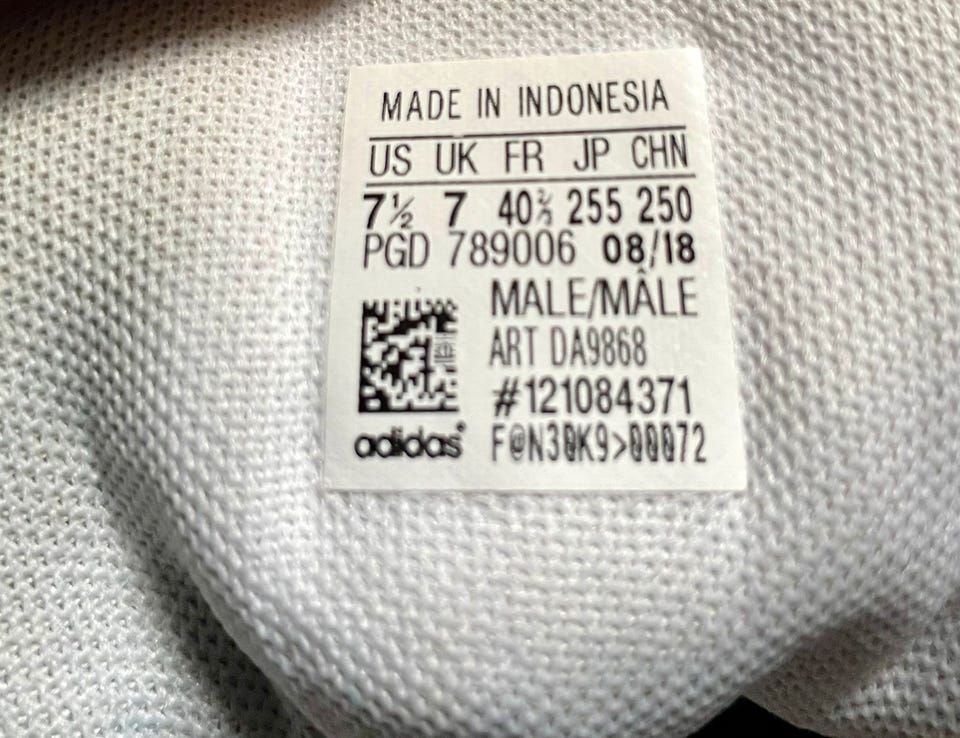 MADE IN INDONESIA
US UK FR JP CHN
7½ 7 40⅔ 255 250
PGD 789006 08/18
MALE/MÂLE
ART DA9868
#121084371
adidas® F@N30K9>00072